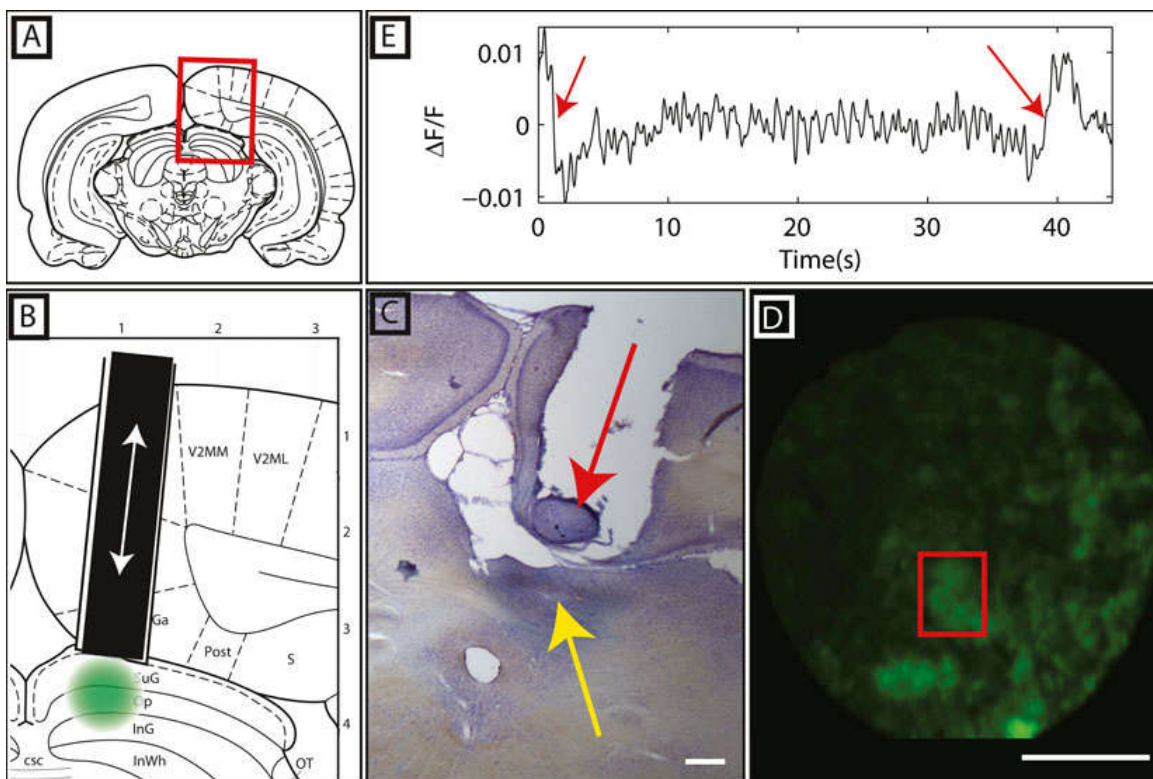 A
B
1
2
3
V2MM
V2ML
1
2
Ga
Post
S
3
SuG
Op
InG
InWh
csc
OT
4
C
D
E
0.01
0
−0.01
ΔF/F
0
10
20
30
40
Time(s)